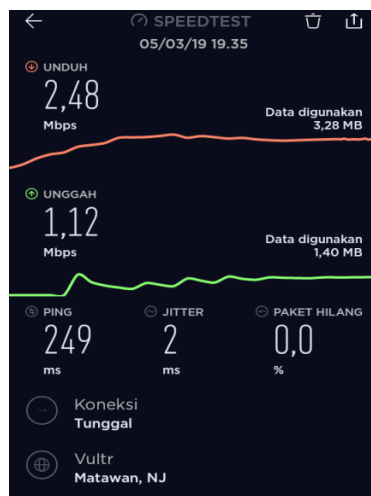 SPEEDTEST
05/03/19 19.35
UNDUH
2,48
Mbps
Data digunakan
3,28 MB
UNGGAH
1,12
Mbps
Data digunakan
1,40 MB
PING JITTER PAKET HILANG
249 2 0,0
ms ms %
Koneksi
Tunggal
Vultr
Matawan, NJ